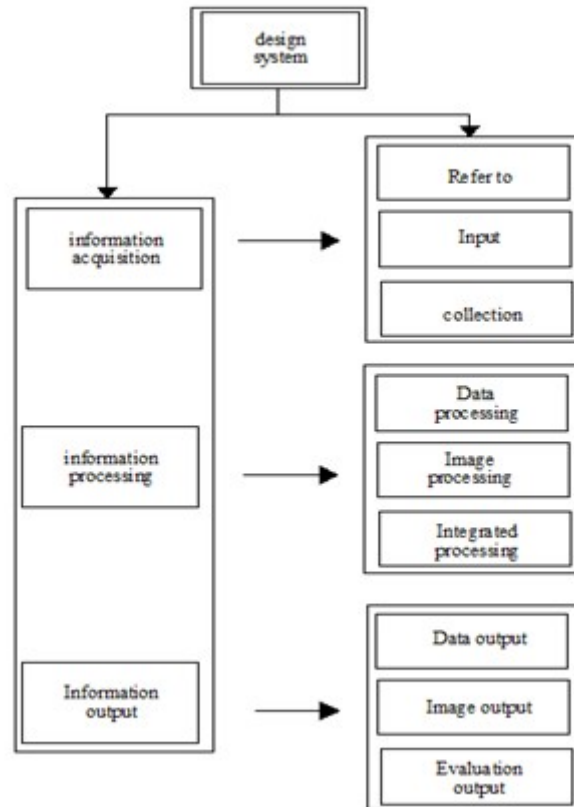 design
system
Refer to
information
acquisition
Input
collection
Data
processing
information
processing
Image
processing
Integrated
processing
Data output
Information
output
Image output
Evaluation
output